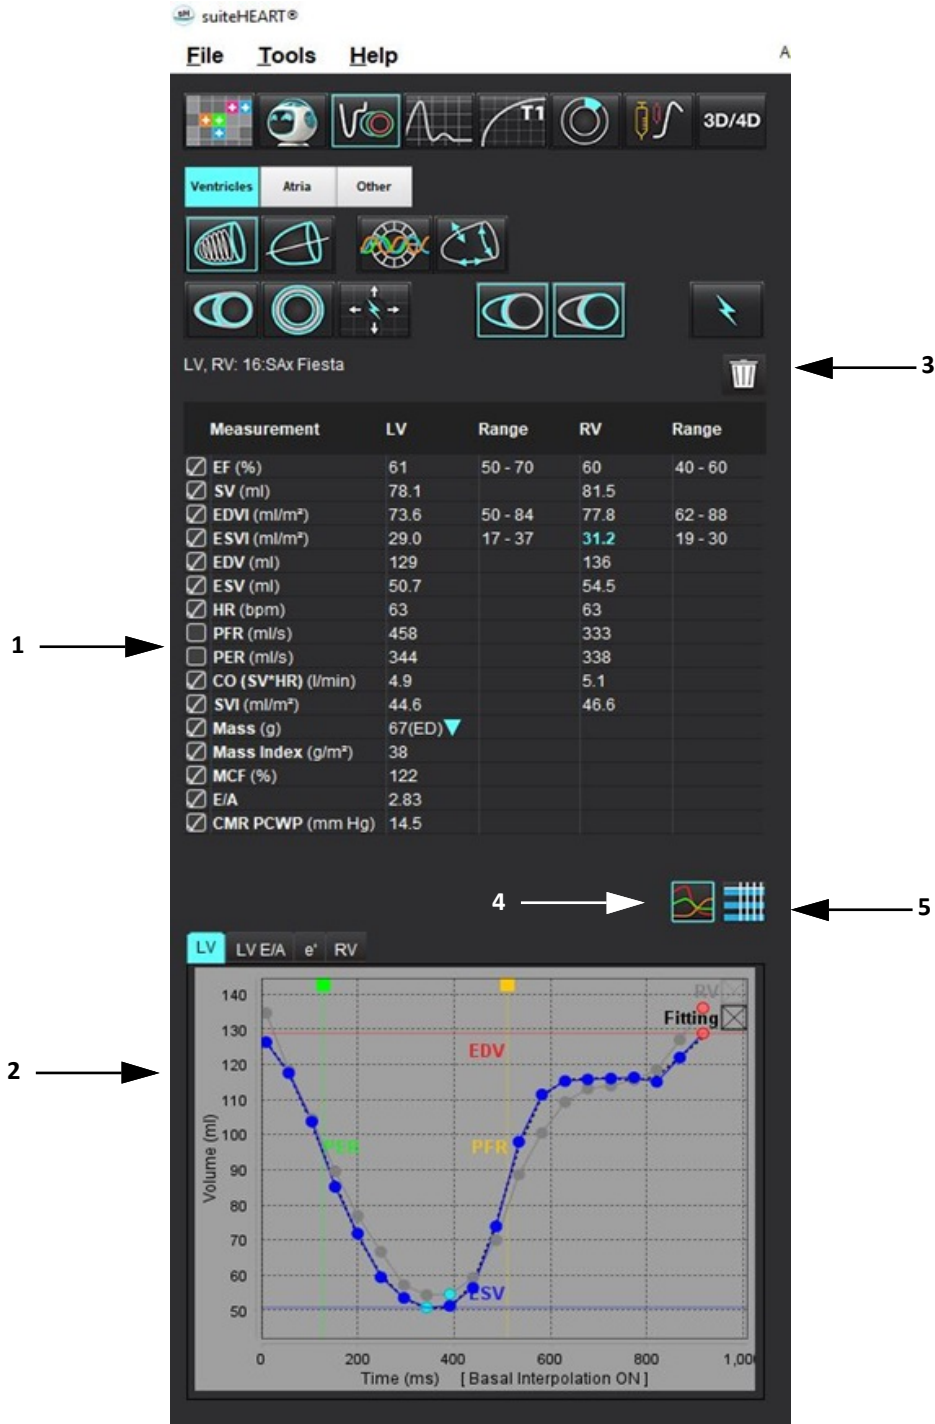 suiteHEART®
File Tools Help A
T1 3D/4D
Ventricles Atria Other
LV, RV: 16:SAx Fiesta
3
Measurement LV Range RV Range
EF (%) 61 50 - 70 60 40 - 60
SV (ml) 78.1 81.5
EDVI (ml/m²) 73.6 50 - 84 77.8 62 - 88
ESVI (ml/m²) 29.0 17 - 37 31.2 19 - 30
EDV (ml) 129 136
ESV (ml) 50.7 54.5
HR (bpm) 63 63
1
PFR (ml/s) 458 333
PER (ml/s) 344 338
CO (SV*HR) (l/min) 4.9 5.1
SVI (ml/m²) 44.6 46.6
Mass (g) 67(ED)
Mass Index (g/m²) 38
MCF (%) 122
E/A 2.83
CMR PCWP (mm Hg) 14.5
4
5
LV LV E/A e' RV
RV
Fitting
EDV
PER
PFR
ESV
2
Volume (ml)
140
130
120
110
100
90
80
70
60
50
0 200 400 600 800 1,00
Time (ms) [ Basal Interpolation ON ]